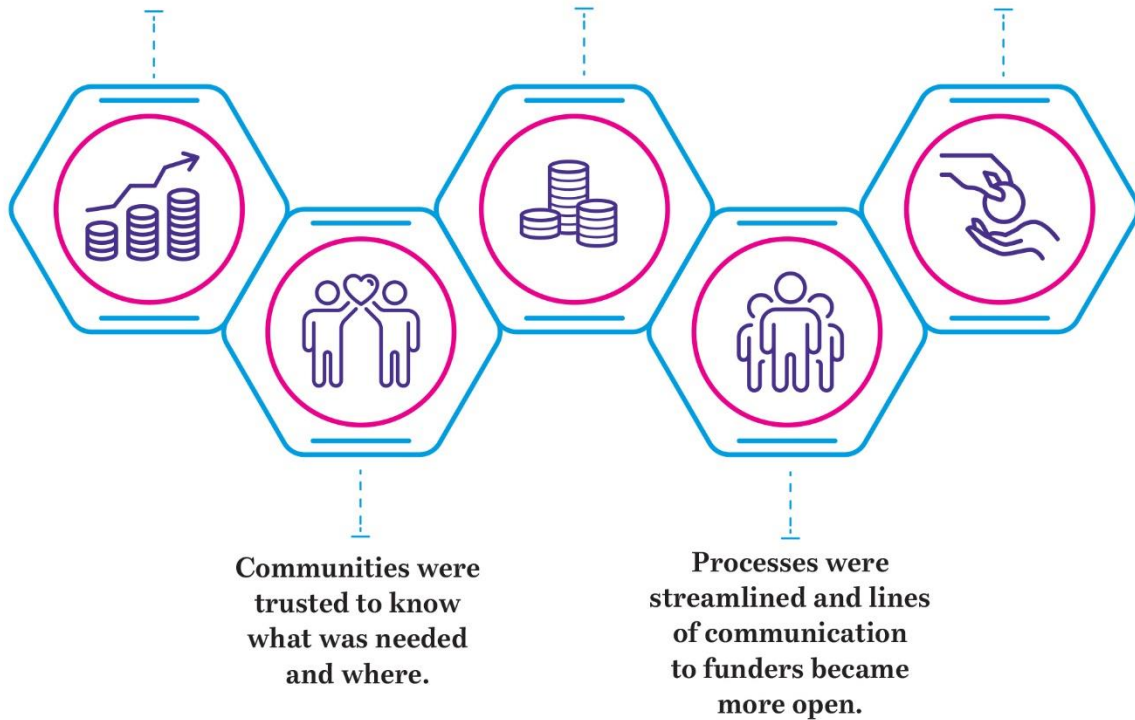 Communities were
trusted to know
what was needed
and where.
Processes were
streamlined and lines
of communication
to funders became
more open.